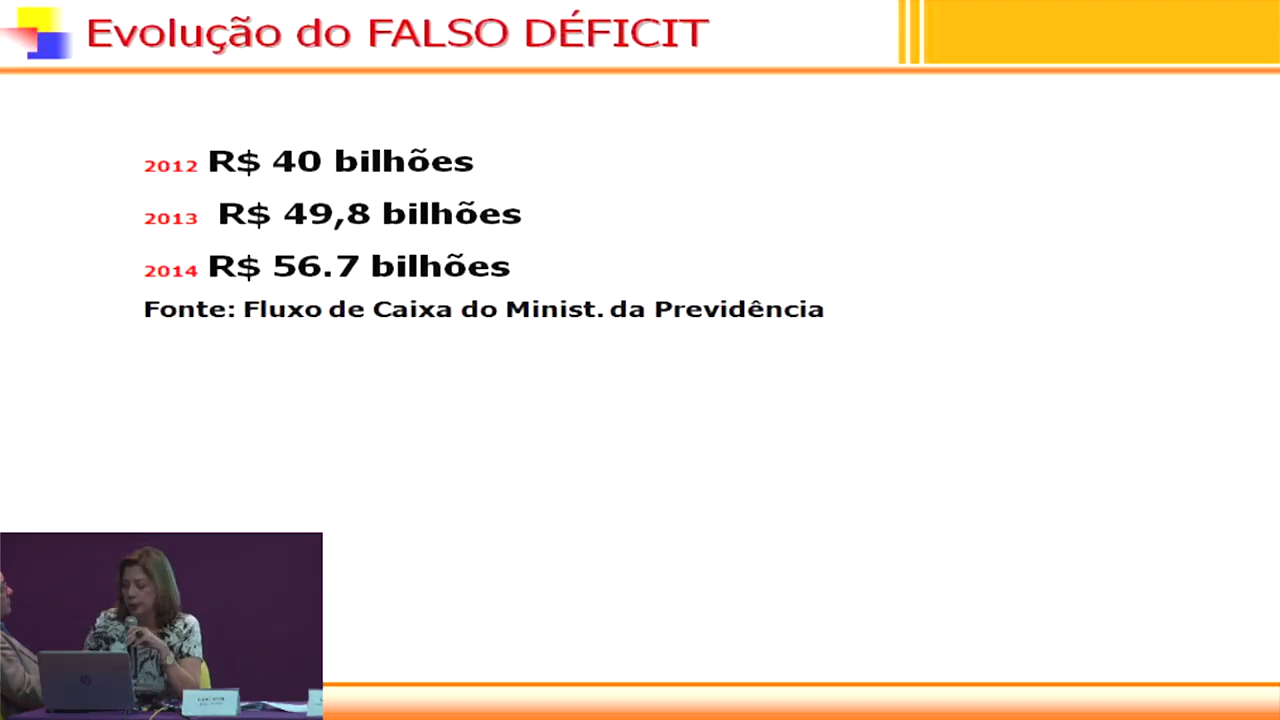 Evolução do FALSO DÉFICIT
2012 R$ 40 bilhões
2013 R$ 49,8 bilhões
2014 R$ 56.7 bilhões
Fonte: Fluxo de Caixa do Minist. da Previdência